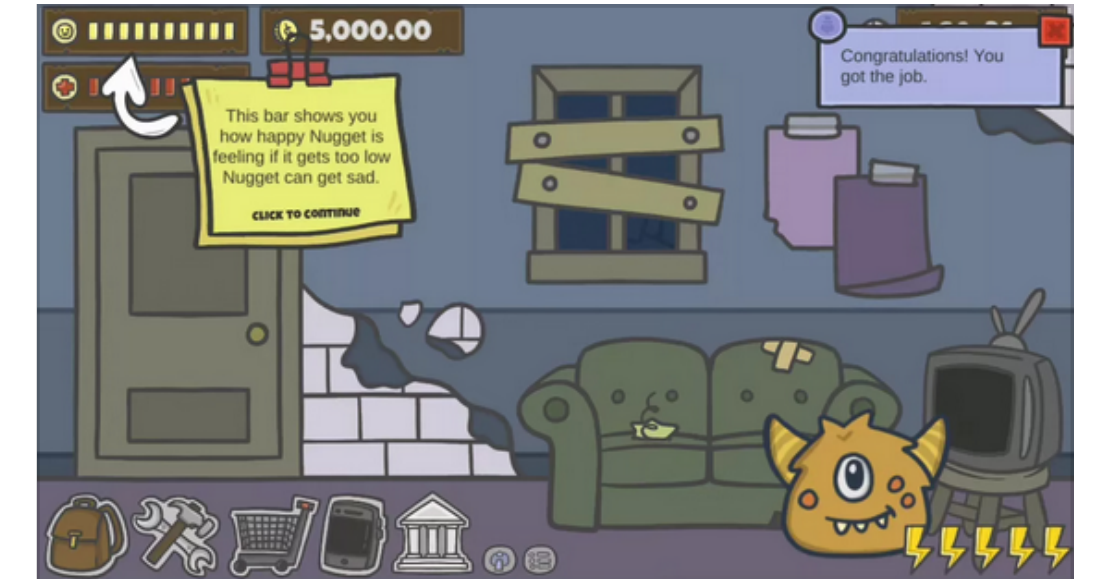 5,000.00
Congratulations! You
got the job.
This bar shows you
how happy Nugget is
feeling if it gets too low
Nugget can get sad.
CLICK TO CONTINUE